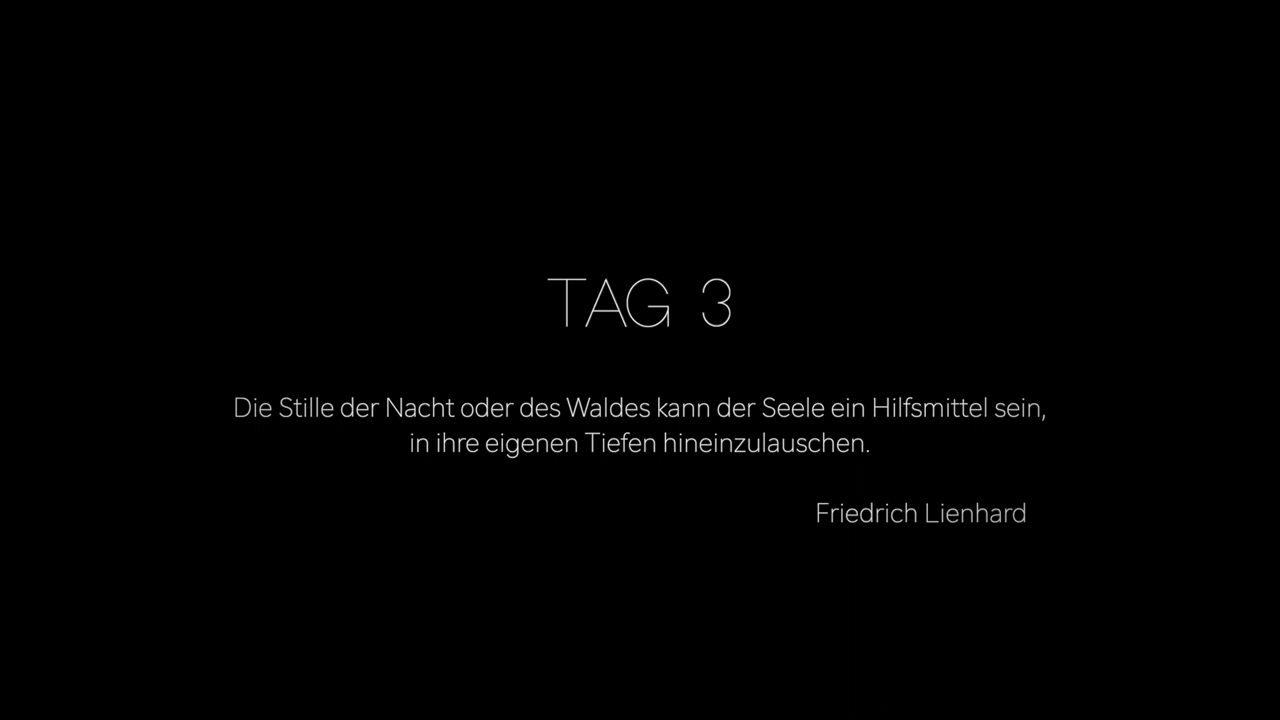 TAG 3
Die Stille der Nacht oder des Waldes kann der Seele ein Hilfsmittel sein,
in ihre eigenen Tiefen hineinzulauschen.
Friedrich Lienhard